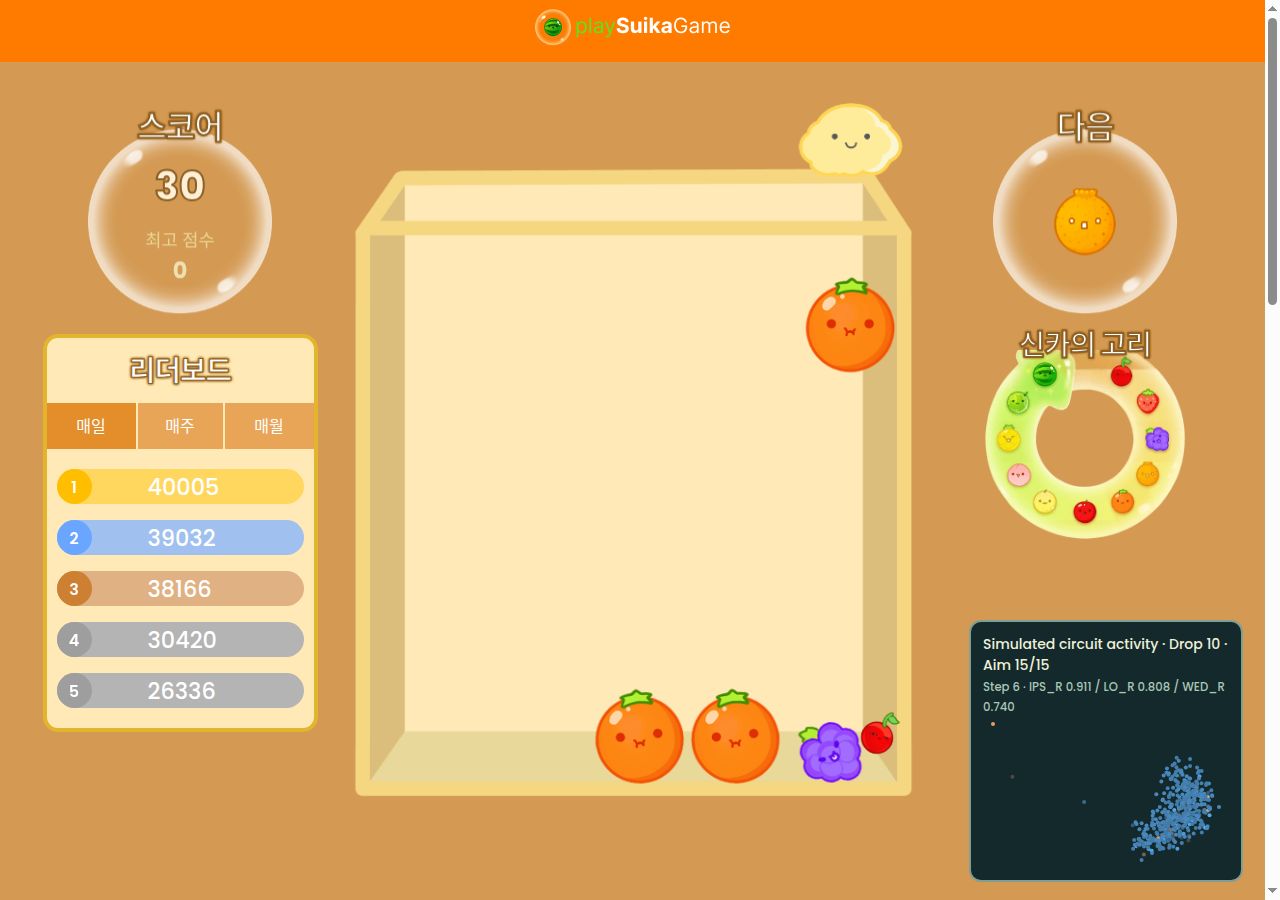 playSuikaGame
스코어
30
최고 점수
0
다음
리더보드
매일 매주 매월
1 40005
2 39032
3 38166
4 30420
5 26336
신카의 고리
Simulated circuit activity · Drop 10 ·
Aim 15/15
Step 6 · IPS_R 0.911 / LO_R 0.808 / WED_R
0.740